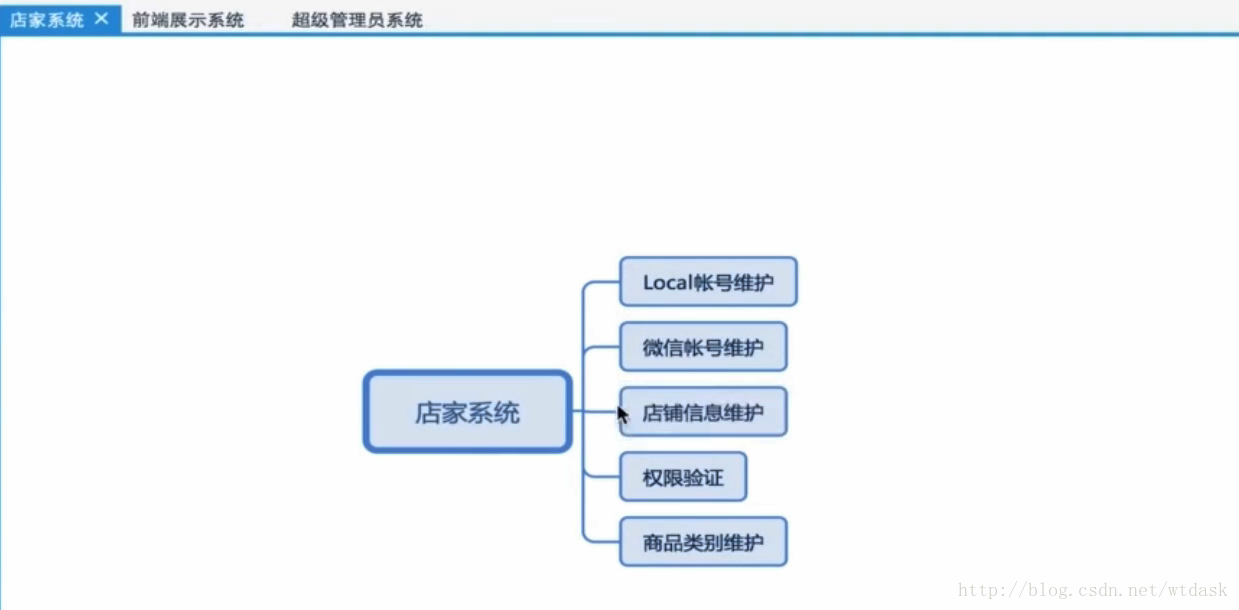 店家系统 前端展示系统 超级管理员系统
Local帐号维护
微信帐号维护
店家系统
店铺信息维护
权限验证
商品类别维护
http://blog.csdn.net/wtdask